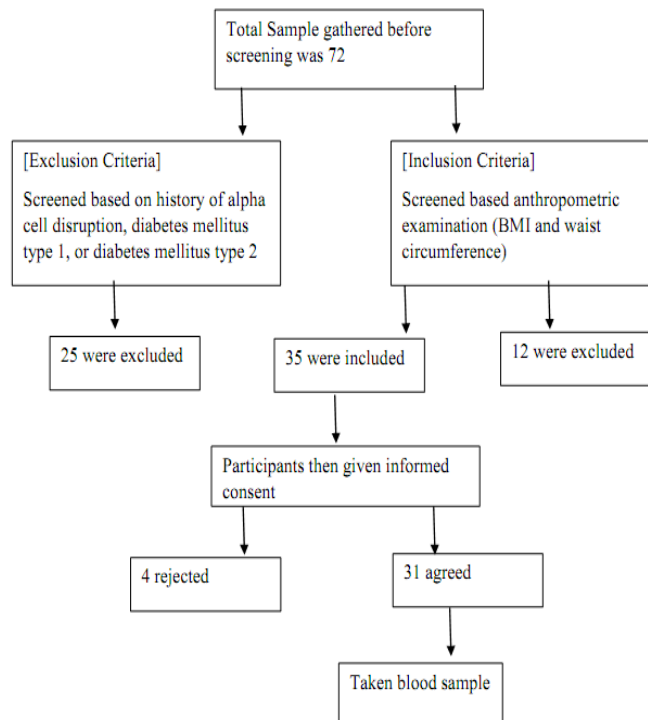 Total Sample gathered before
screening was 72
[Exclusion Criteria]
Screened based on history of alpha
cell disruption, diabetes mellitus
type 1, or diabetes mellitus type 2
[Inclusion Criteria]
Screened based anthropometric
examination (BMI and waist
circumference)
25 were excluded
35 were included
12 were excluded
Participants then given informed
consent
4 rejected
31 agreed
Taken blood sample